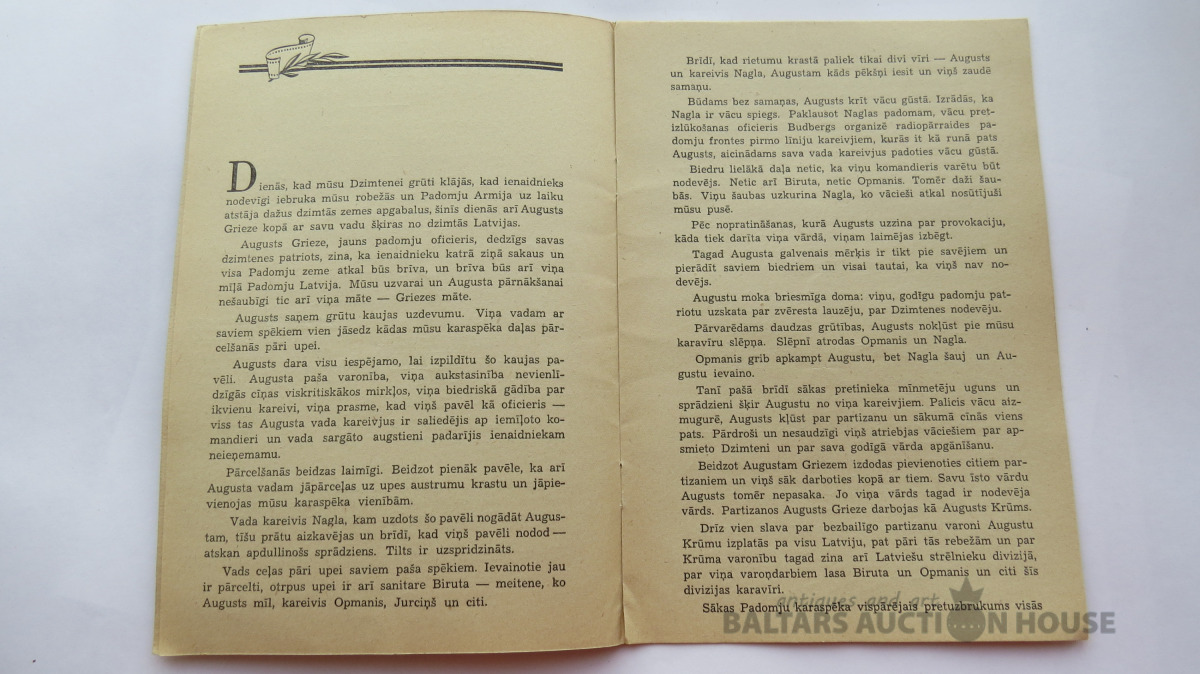 Dienās, kad mūsu Dzimtenei grūti klājās, kad ienaidnieks
nodevīgi iebruka mūsu robežās un Padomju Armija uz laiku
atstāja dažus dzimtās zemes apgabalus, šinīs dienās arī Augusts
Grieze kopā ar savu vadu šķiras no dzimtās Latvijas.
Augusts Grieze, jauns padomju oficieris, dedzīgs savas
dzimtenes patriots, zina, ka ienaidnieku katrā ziņā sakaus un
visa Padomju zeme atkal būs brīva, un brīva būs arī viņa
mīļā Padomju Latvija. Mūsu uzvarai un Augusta pārnākšanai
nešaubīgi tic arī viņa māte — Griezes māte.
Augusts saņem grūtu kaujas uzdevumu. Viņa vadam ar
saviem spēkiem vien jāsedz kādas mūsu karaspēka daļas pār-
celšanās pāri upei.
Augusts dara visu iespējamo, lai izpildītu šo kaujas pa-
vēli. Augusta paša varonība, viņa aukstasinība nevienlī-
dzīgās cīņas viskritiskākos mirkļos, viņa biedriskā gādība par
ikvienu kareivi, viņa prasme, kad viņš pavēl kā oficieris —
viss tas Augusta vada kareivjus ir saliedējis ap iemīļoto ko-
mandieri un vada sargāto augstieni padarījis ienaidniekam
neieņemamu.
Pārcelšanās beidzas laimīgi. Beidzot pienāk pavēle, ka arī
Augusta vadam jāpārceļas uz upes austrumu krastu un jāpie-
vienojas mūsu karaspēka vienībām.
Vada kareivis Nagla, kam uzdots šo pavēli nogādāt Augus-
tam, tīšu prātu aizkavējas un brīdī, kad viņš pavēli nodod —
atskan apdullinošs sprādziens. Tilts ir uzspridzināts.
Vads ceļas pāri upei saviem paša spēkiem. Ievainotie jau
ir pārcelti, otrpus upei ir arī sanitare Biruta — meitene, ko
Augusts mīl, kareivis Opmanis, Jurciņš un citi.
Brīdī, kad rietumu krastā paliek tikai divi vīri — Augusts
un kareivis Nagla, Augustam kāds pēkšņi iesit un viņš zaudē
samaņu.
Būdams bez samaņas, Augusts krīt vācu gūstā. Izrādās, ka
Nagla ir vācu spiegs. Paklausot Naglas padomam, vācu pret-
izlūkošanas oficieris Budbergs organizē radiopārraides pa-
domju frontes pirmo līniju kareivjiem, kurās it kā runā pats
Augusts, aicinādams sava vada kareivjus padoties vācu gūstā.
Biedru lielākā daļa netic, ka viņu komandieris varētu būt
nodevējs. Netic arī Biruta, netic Opmanis. Tomēr daži šau-
bās. Viņu šaubas uzkurina Nagla, ko vācieši atkal nosūtījuši
mūsu pusē.
Pēc nopratināšanas, kurā Augusts uzzina par provokaciju,
kāda tiek darīta viņa vārdā, viņam laimējas izbēgt.
Tagad Augusta galvenais mērķis ir tikt pie savējiem un
pierādīt saviem biedriem un visai tautai, ka viņš nav no-
devējs.
Augustu moka briesmīga doma: viņu, godīgu padomju pat-
riotu uzskata par zvēresta lauzēju, par Dzimtenes nodevēju.
Pārvarēdams daudzas grūtības, Augusts nokļūst pie mūsu
karavīru slēpņa. Slēpnī atrodas Opmanis un Nagla.
Opmanis grib apkampt Augustu, bet Nagla šauj un Au-
gustu ievaino.
Tanī pašā brīdī sākas pretinieka mīnmetēju uguns un
sprādzieni šķir Augustu no viņa kareivjiem. Palicis vācu aiz-
mugurē, Augusts kļūst par partizanu un sākumā cīnās viens
pats. Pārdroši un nesaudzīgi viņš atriebjas vāciešiem par ap-
smieto Dzimteni un par sava godīgā vārda apgānīšanu.
Beidzot Augustam Griezem izdodas pievienoties citiem par-
tizaniem un viņš sāk darboties kopā ar tiem. Savu īsto vārdu
Augusts tomēr nepasaka. Jo viņa vārds tagad ir nodevēja
vārds. Partizanos Augusts Grieze darbojas kā Augusts Krūms.
Drīz vien slava par bezbailīgo partizanu varoni Augustu
Krūmu izplatās pa visu Latviju, pat pāri tās rebežām un par
Krūma varonību tagad zina arī Latviešu strēlnieku divizijā,
par viņa varoņdarbiem lasa Biruta un Opmanis un citi šīs
divizijas karavīri.
Sākas Padomju karaspēka vispārējais pretuzbrukums visās
antiques and art
BALTARS AUCTION HOUSE